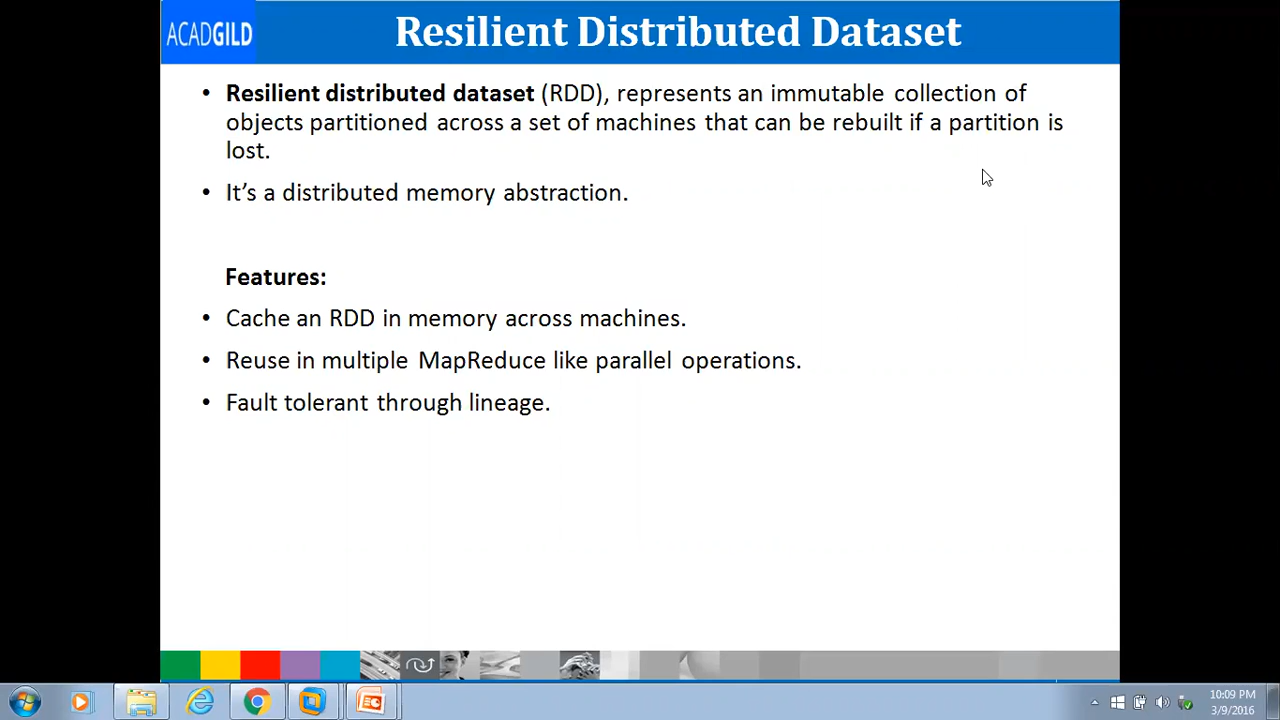 ACADGILD
Resilient Distributed Dataset
• Resilient distributed dataset (RDD), represents an immutable collection of
objects partitioned across a set of machines that can be rebuilt if a partition is
lost.
• It’s a distributed memory abstraction.
Features:
• Cache an RDD in memory across machines.
• Reuse in multiple MapReduce like parallel operations.
• Fault tolerant through lineage.
10:09 PM
3/9/2016